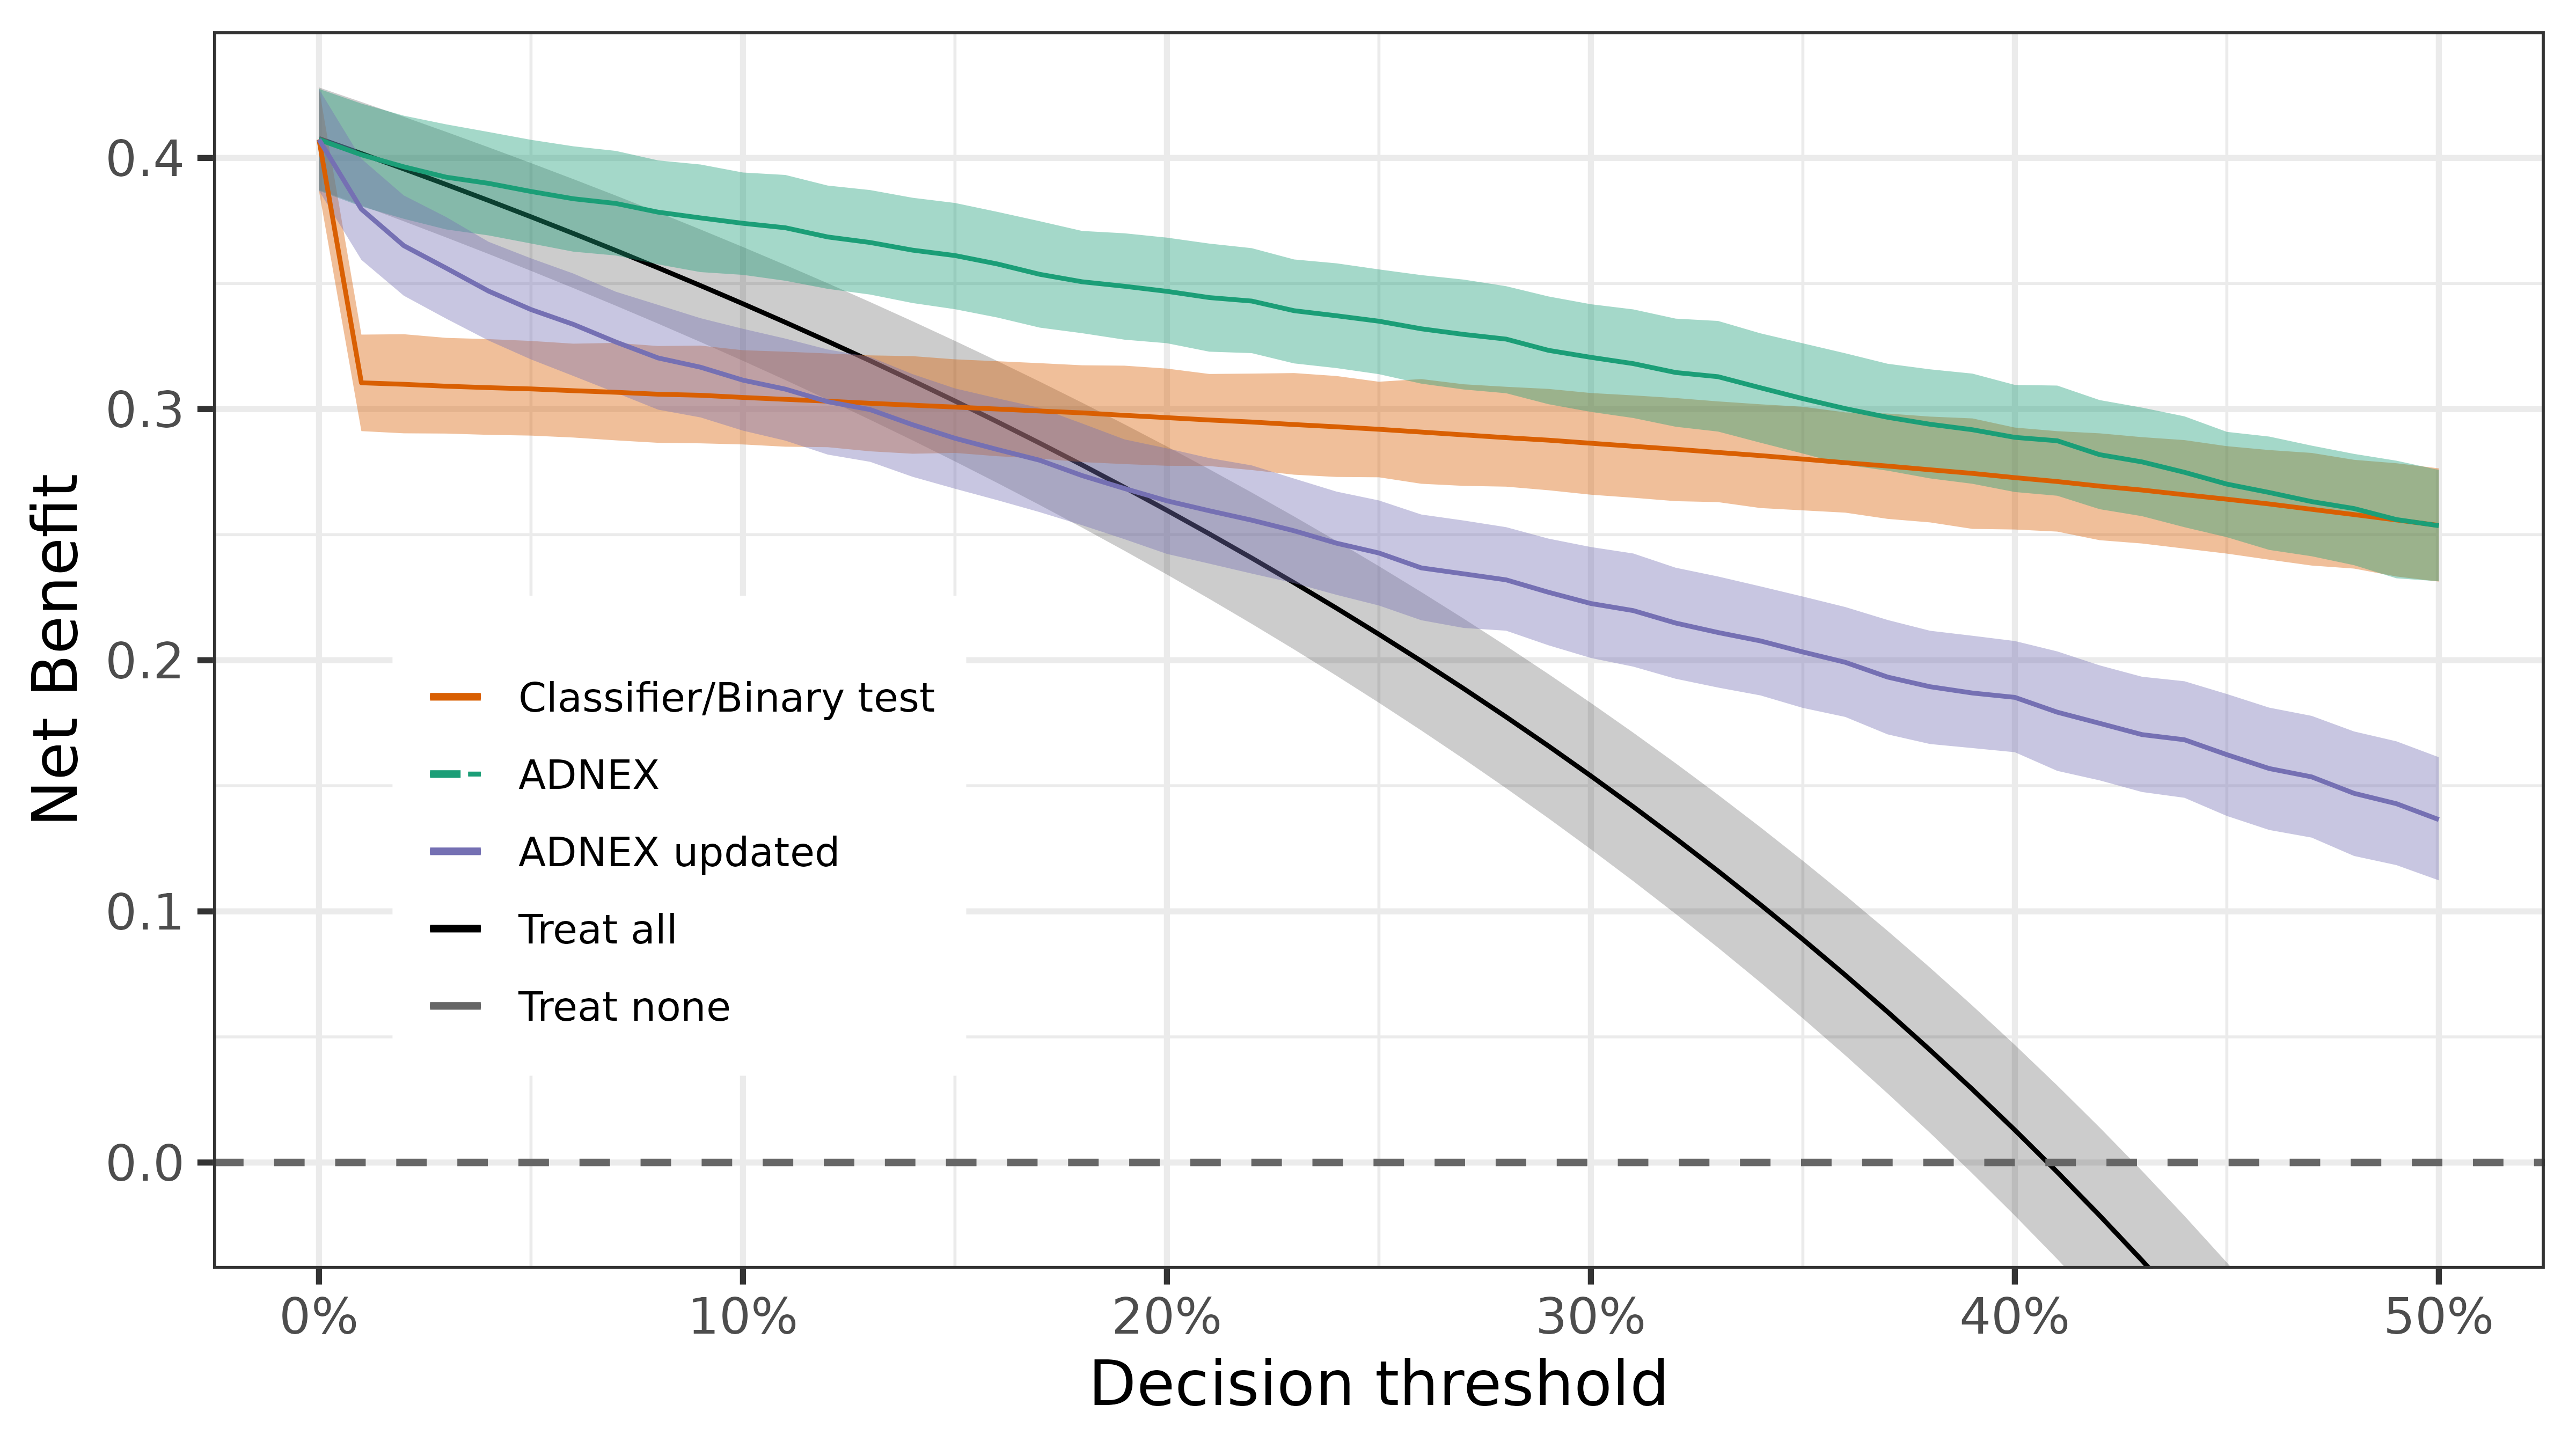 Net Benefit
0.4
0.3
0.2
0.1
0.0
Classifier/Binary test
ADNEX
ADNEX updated
Treat all
Treat none
0%
10%
20%
30%
40%
50%
Decision threshold